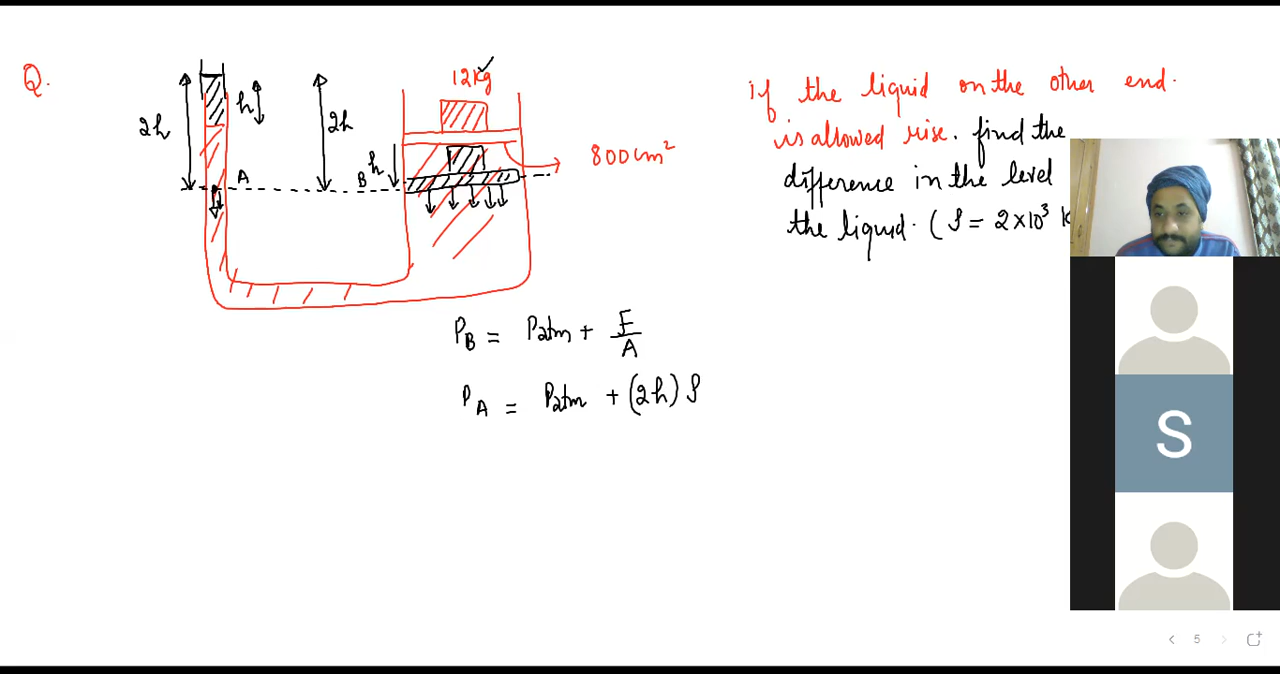 Q.
12kg
h
2h
2h
h
A
B
800cm²
if the liquid on the other end.
is allowed rise. find the
difference in the level
the liquid. (ρ = 2×10³ k
P_B = Patm + F/A
P_A = Patm + (2h) ρ
S
5